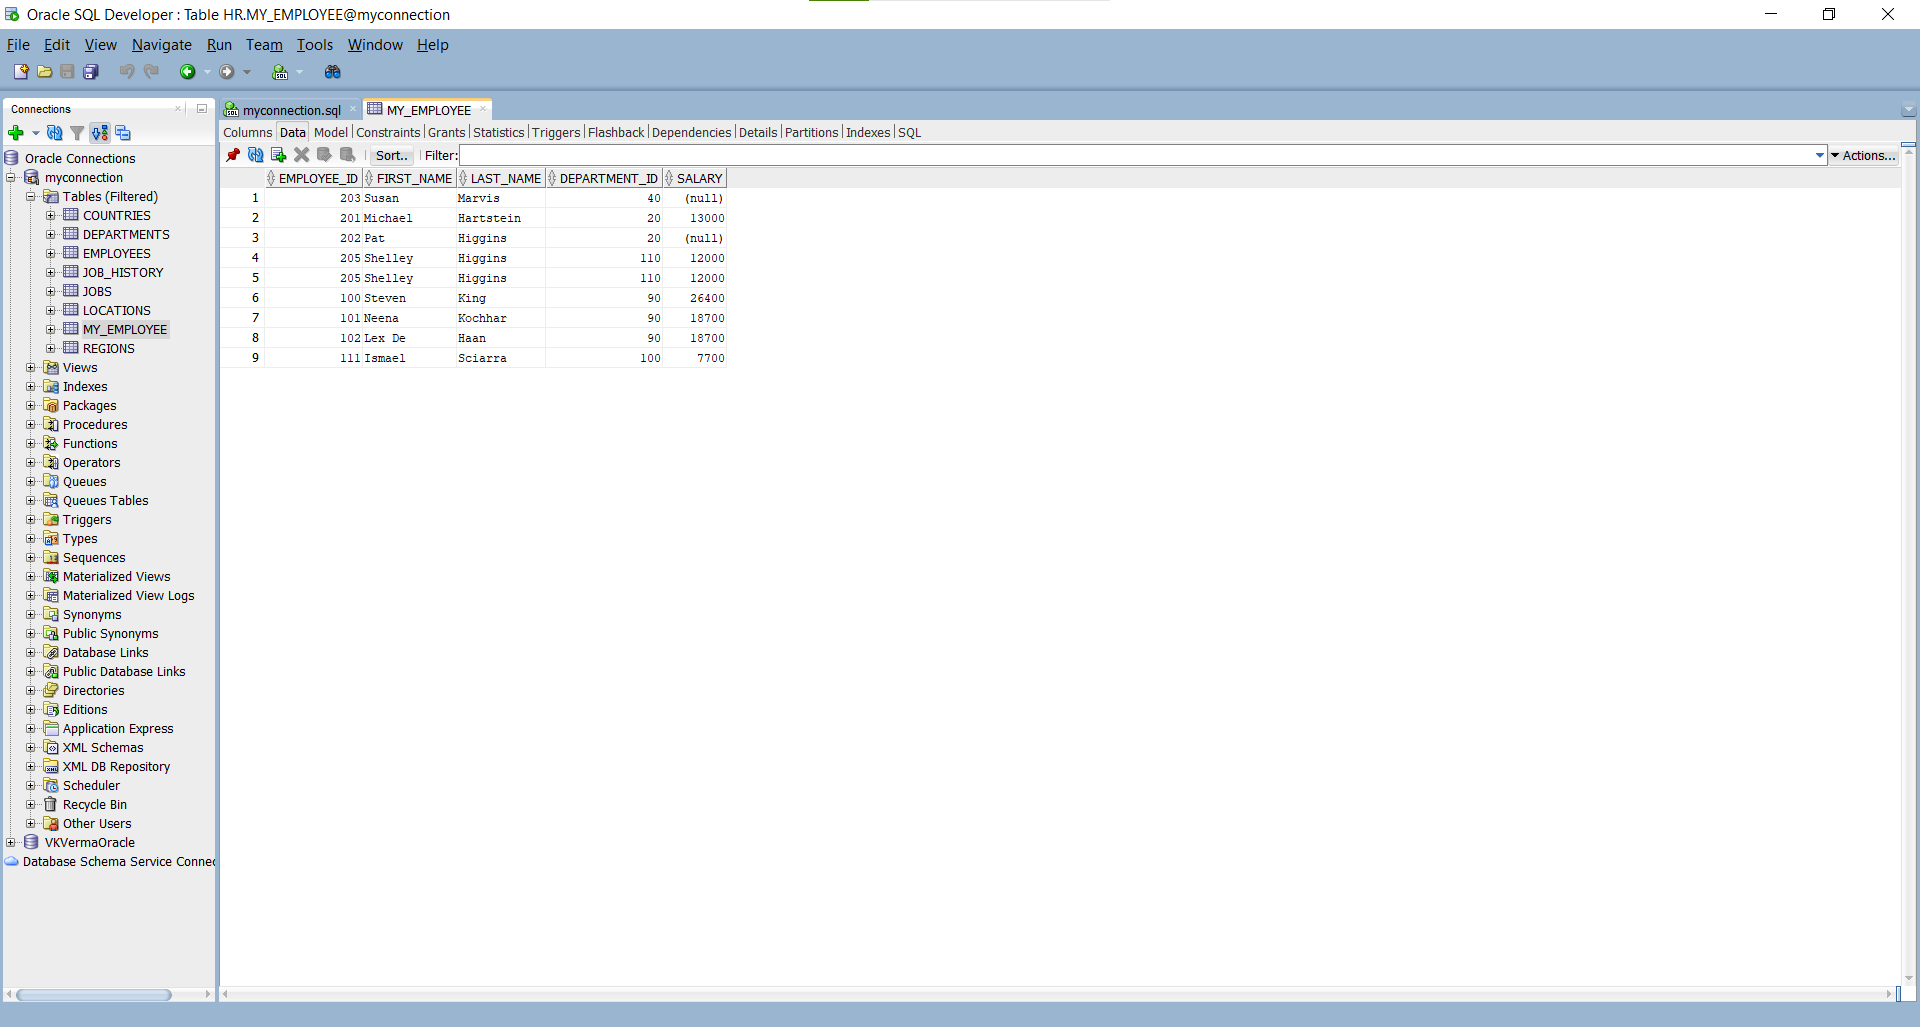 Oracle SQL Developer : Table HR.MY_EMPLOYEE@myconnection
File Edit View Navigate Run Team Tools Window Help
Connections
Oracle Connections
myconnection
Tables (Filtered)
COUNTRIES
DEPARTMENTS
EMPLOYEES
JOB_HISTORY
JOBS
LOCATIONS
MY_EMPLOYEE
REGIONS
Views
Indexes
Packages
Procedures
Functions
Operators
Queues
Queues Tables
Triggers
Types
Sequences
Materialized Views
Materialized View Logs
Synonyms
Public Synonyms
Database Links
Public Database Links
Directories
Editions
Application Express
XML Schemas
XML DB Repository
Scheduler
Recycle Bin
Other Users
VKVermaOracle
Database Schema Service Connec
myconnection.sql MY_EMPLOYEE
Columns Data Model Constraints Grants Statistics Triggers Flashback Dependencies Details Partitions Indexes SQL
Sort.. Filter: Actions...
EMPLOYEE_ID FIRST_NAME LAST_NAME DEPARTMENT_ID SALARY
1 203 Susan Marvis 40 (null)
2 201 Michael Hartstein 20 13000
3 202 Pat Higgins 20 (null)
4 205 Shelley Higgins 110 12000
5 205 Shelley Higgins 110 12000
6 100 Steven King 90 26400
7 101 Neena Kochhar 90 18700
8 102 Lex De Haan 90 18700
9 111 Ismael Sciarra 100 7700